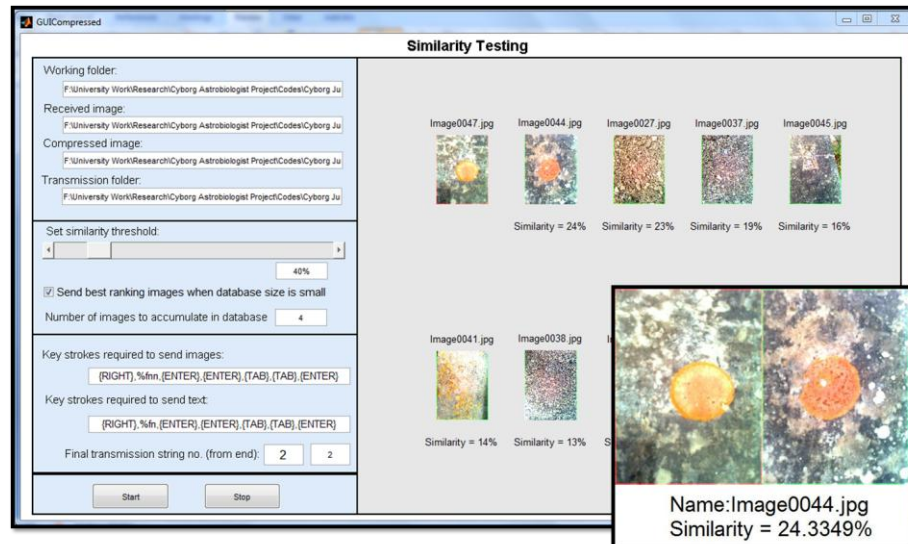 GUICompressed
Similarity Testing
Working folder:
F:\University Work\Research\Cyborg Astrobiologist Project\Codes\Cyborg Ju
Received image:
F:\University Work\Research\Cyborg Astrobiologist Project\Codes\Cyborg Ju
Compressed image:
F:\University Work\Research\Cyborg Astrobiologist Project\Codes\Cyborg Ju
Transmission folder:
F:\University Work\Research\Cyborg Astrobiologist Project\Codes\Cyborg Ju
Set similarity threshold:
40%
Send best ranking images when database size is small
Number of images to accumulate in database 4
Key strokes required to send images:
{RIGHT},%fnn,{ENTER},{ENTER},{TAB},{TAB},{ENTER}
Key strokes required to send text:
{RIGHT},%fnn,{ENTER},{ENTER},{TAB},{TAB},{ENTER}
Final transmission string no. (from end): 2 2
Start Stop
Image0047.jpg Image0044.jpg Image0027.jpg Image0037.jpg Image0045.jpg
Similarity = 24% Similarity = 23% Similarity = 19% Similarity = 16%
Image0041.jpg Image0038.jpg
Similarity = 14% Similarity = 13%
Name:Image0044.jpg
Similarity = 24.3349%